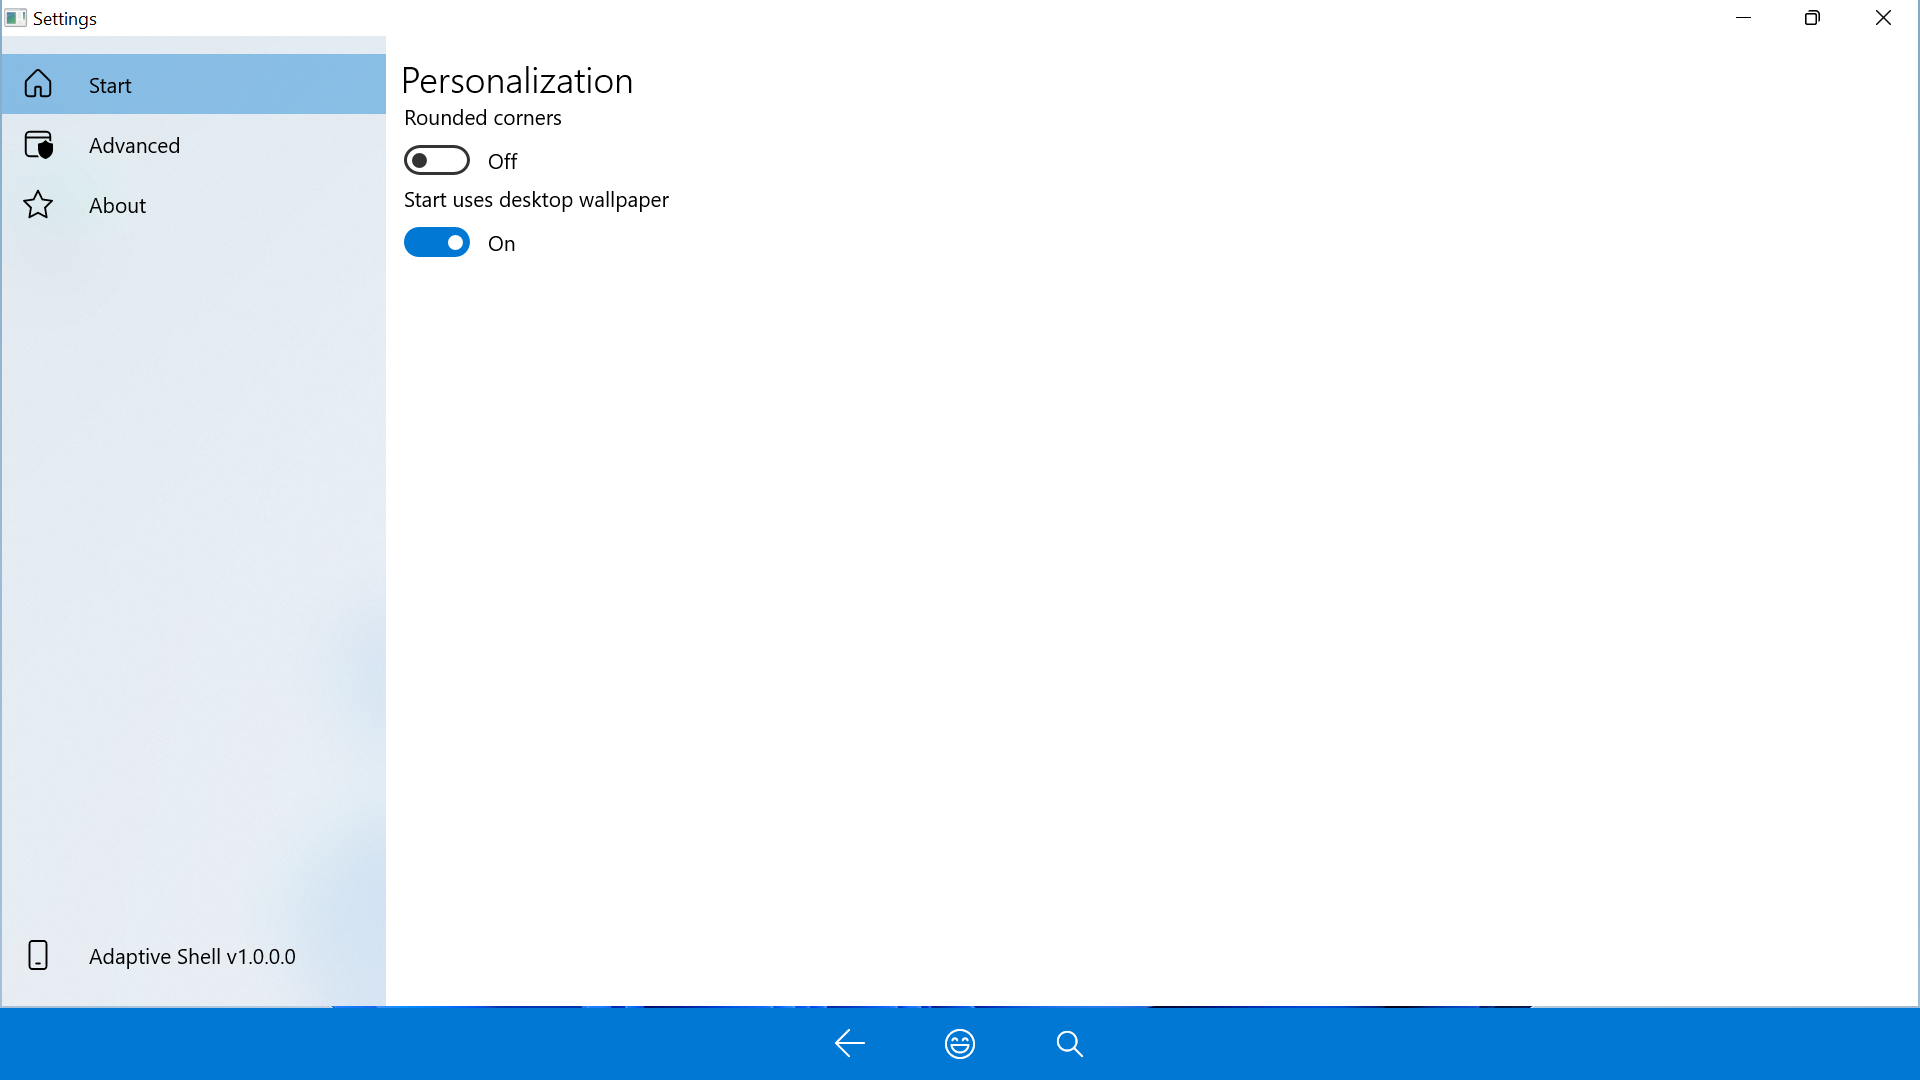 Settings
Start
Advanced
About
Personalization
Rounded corners
Off
Start uses desktop wallpaper
On
Adaptive Shell v1.0.0.0